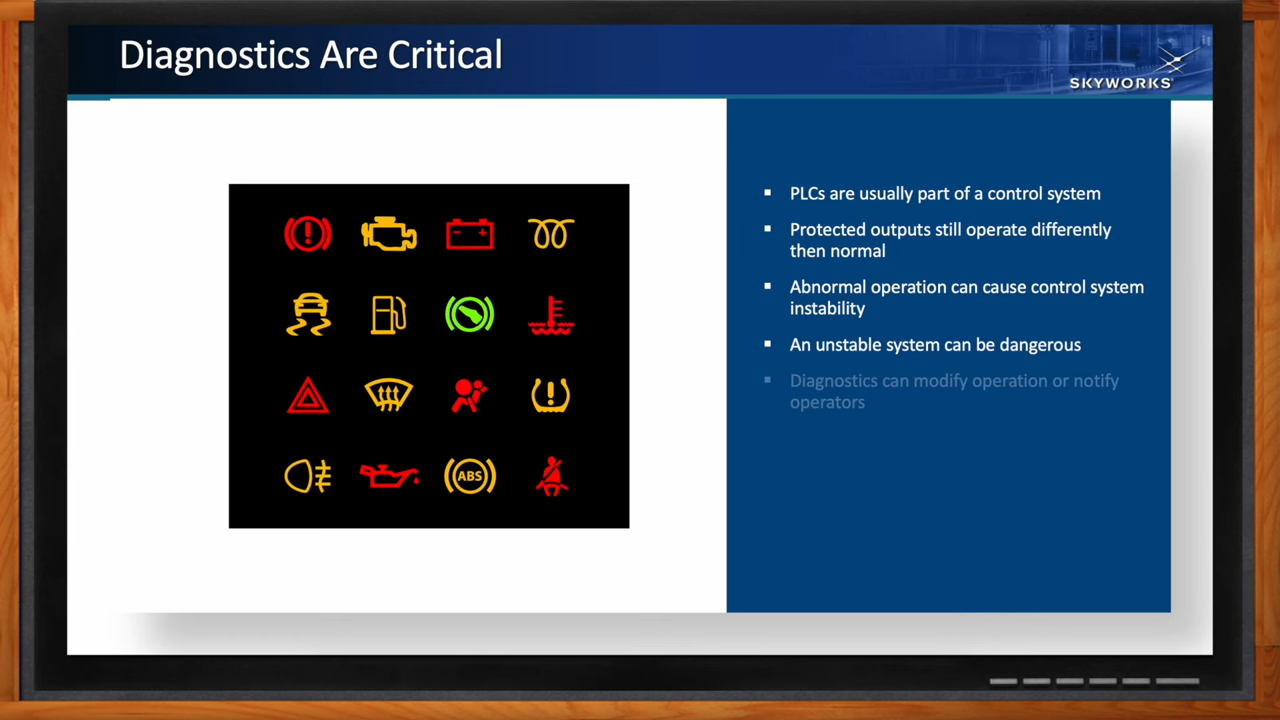 Diagnostics Are Critical
SKYWORKS
PLCs are usually part of a control system
Protected outputs still operate differently
then normal
Abnormal operation can cause control system
instability
An unstable system can be dangerous
Diagnostics can modify operation or notify
operators
ABS